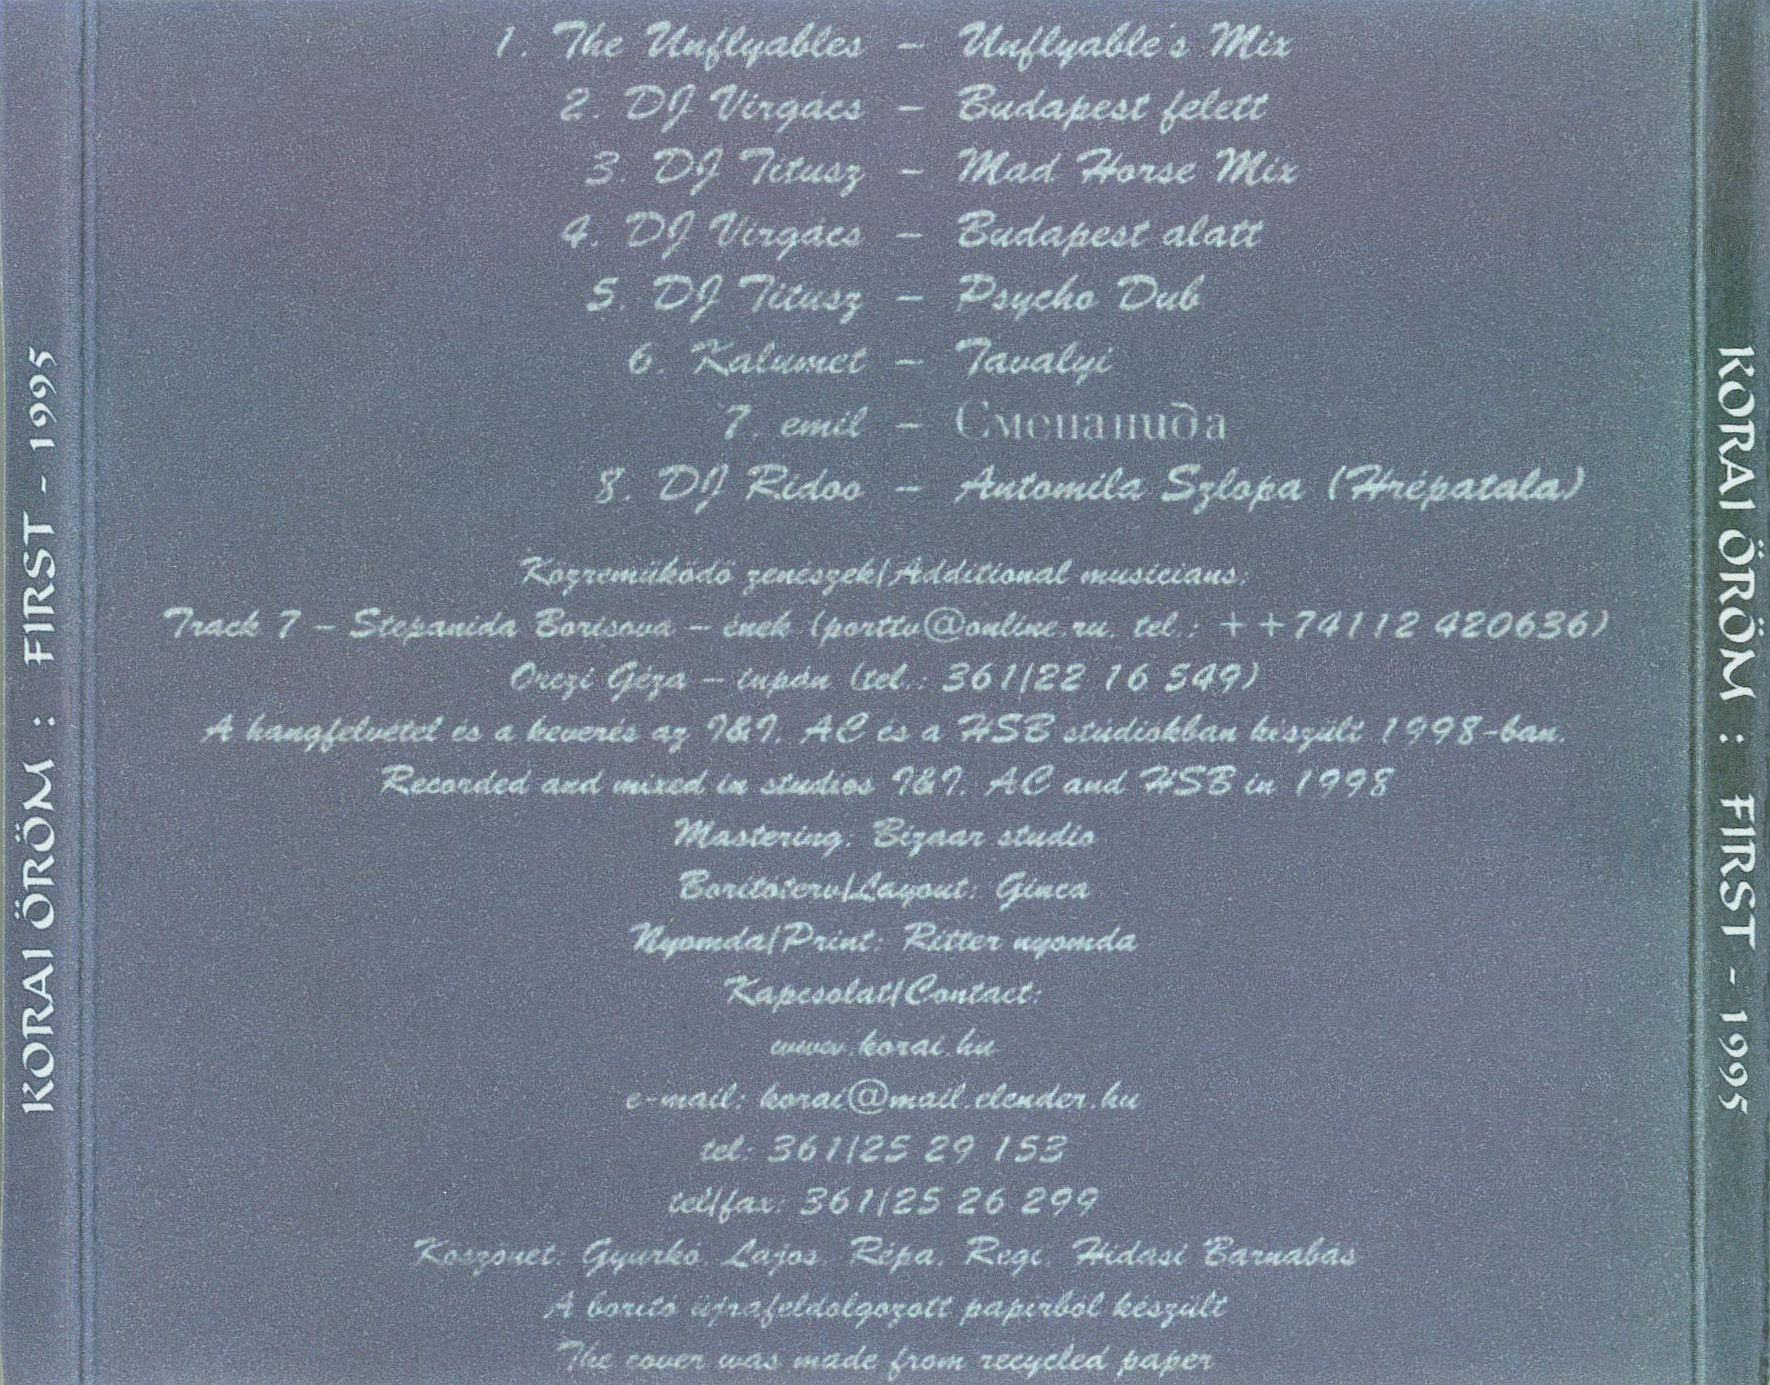 1. The Unflyables – Unflyable's Mix
2. DJ Virgács – Budapest felett
3. DJ Titusz – Mad Horse Mix
4. DJ Virgács – Budapest alatt
5. DJ Titusz – Psycho Dub
6. Kalumet – Tavalyi
7. emil – Смепанида
8. DJ Ridoo – Automila Szlopa (Hrépatala)
Közreműködő zenészek/Additional musicians:
Track 7 – Stepanida Borisova – ének (porttv@online.ru, tel.: ++74112 420636)
Orczi Géza – tupán (tel.: 361/22 16 549)
A hangfelvétel és a keverés az I&I, AC és a HSB stúdiókban készült 1998-ban.
Recorded and mixed in studios I&I, AC and HSB in 1998
Mastering: Bizaar studio
Borítóterv/Layout: Ginca
Nyomda/Print: Ritter nyomda
Kapcsolat/Contact:
www.korai.hu
e-mail: korai@mail.elender.hu
tel: 361/25 29 153
tel/fax: 361/25 26 299
Köszönet: Gyurkó, Lajos, Répa, Regi, Hidasi Barnabás
A borító újrafeldolgozott papírból készült
The cover was made from recycled paper
KORAI ÖRÖM : FIRST - 1995
KORAI ÖRÖM : FIRST - 1995